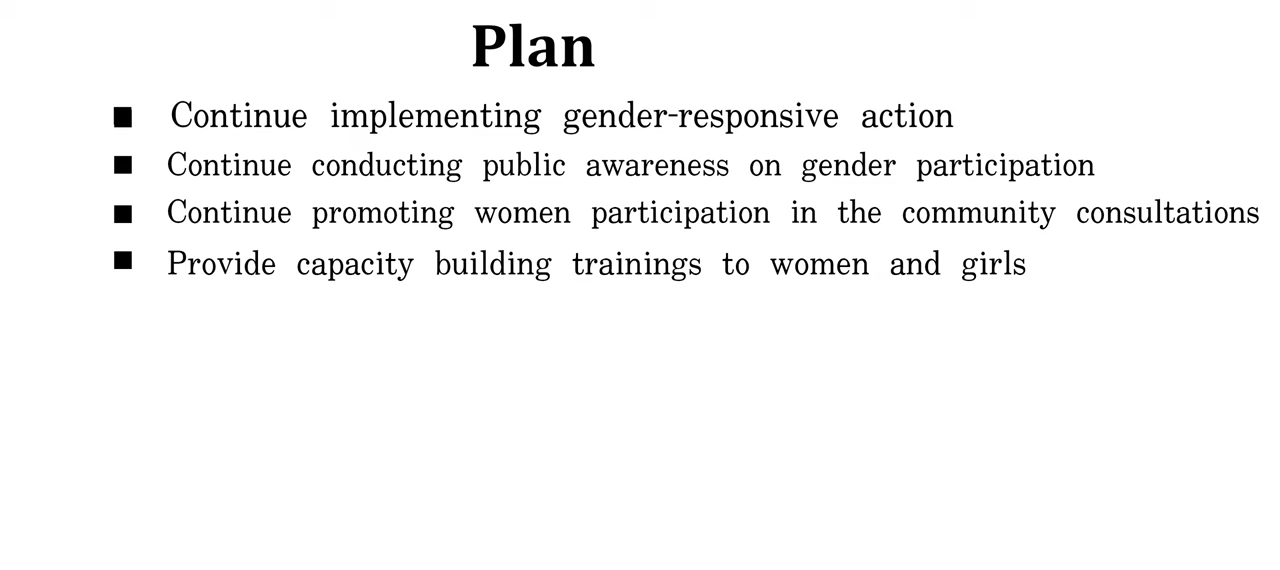 Plan
■ Continue implementing gender-responsive action
■ Continue conducting public awareness on gender participation
■ Continue promoting women participation in the community consultations
■ Provide capacity building trainings to women and girls